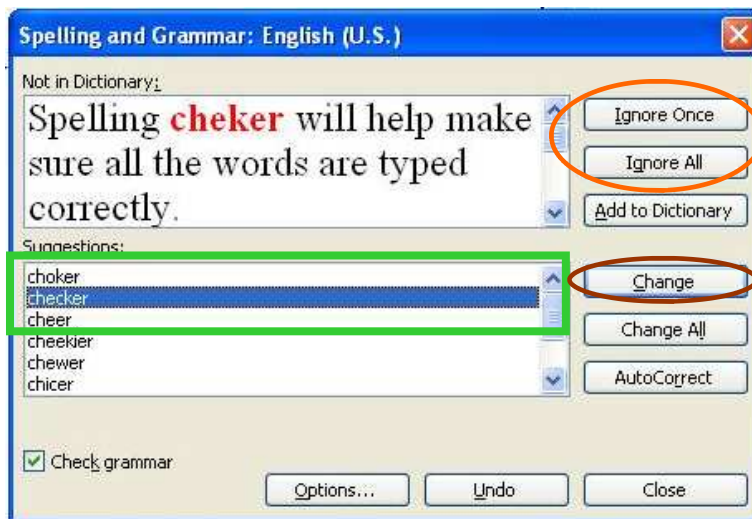 Spelling and Grammar: English (U.S.)
Not in Dictionary:
Spelling cheker will help make
sure all the words are typed
correctly.
Ignore Once
Ignore All
Add to Dictionary
Suggestions:
choker
checker
cheer
cheekier
chewer
chicer
Change
Change All
AutoCorrect
Check grammar
Options...
Undo
Close